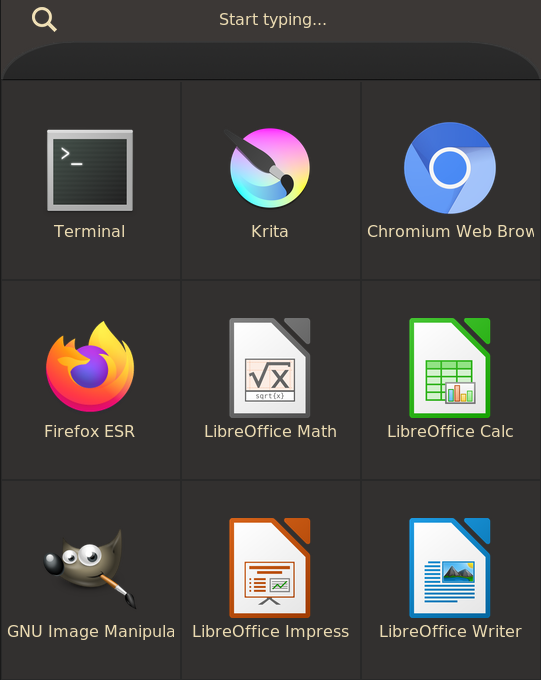 Start typing...
>_
Terminal
Krita
Chromium Web Brow
Firefox ESR
√x
sqrt{x}
LibreOffice Math
LibreOffice Calc
GNU Image Manipula
LibreOffice Impress
LibreOffice Writer